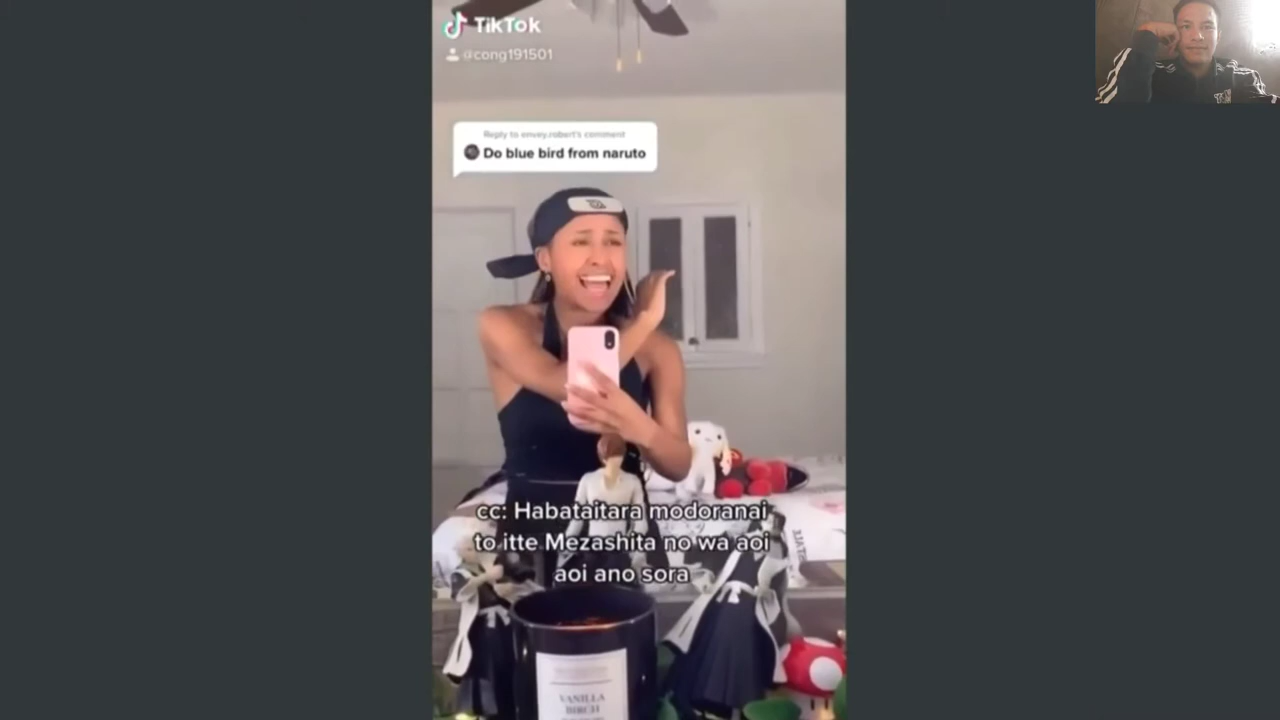 TikTok
@cong191501
Reply to envey.robert's comment
Do blue bird from naruto
cc: Habataitara modoranai
to itte Mezashita no wa aoi
aoi ano sora
VANILLA
BIRCH